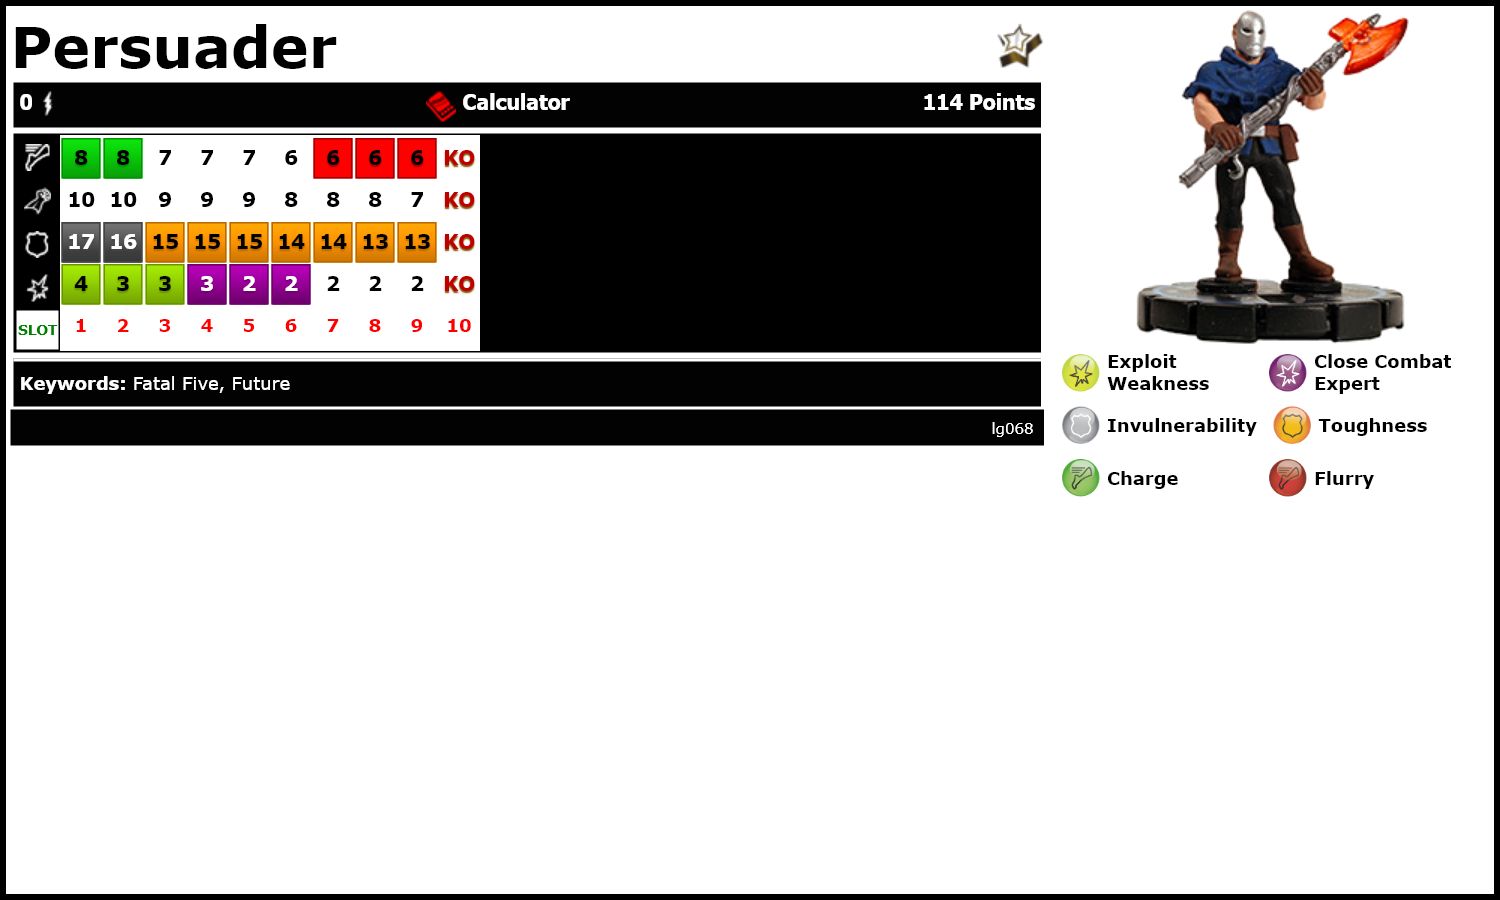 Persuader
0 Calculator 114 Points
8 8 7 7 7 6 6 6 6 KO
10 10 9 9 9 8 8 8 7 KO
17 16 15 15 15 14 14 13 13 KO
4 3 3 3 2 2 2 2 2 KO
SLOT 1 2 3 4 5 6 7 8 9 10
Keywords: Fatal Five, Future
lg068
Exploit
Weakness
Close Combat
Expert
Invulnerability
Toughness
Charge
Flurry